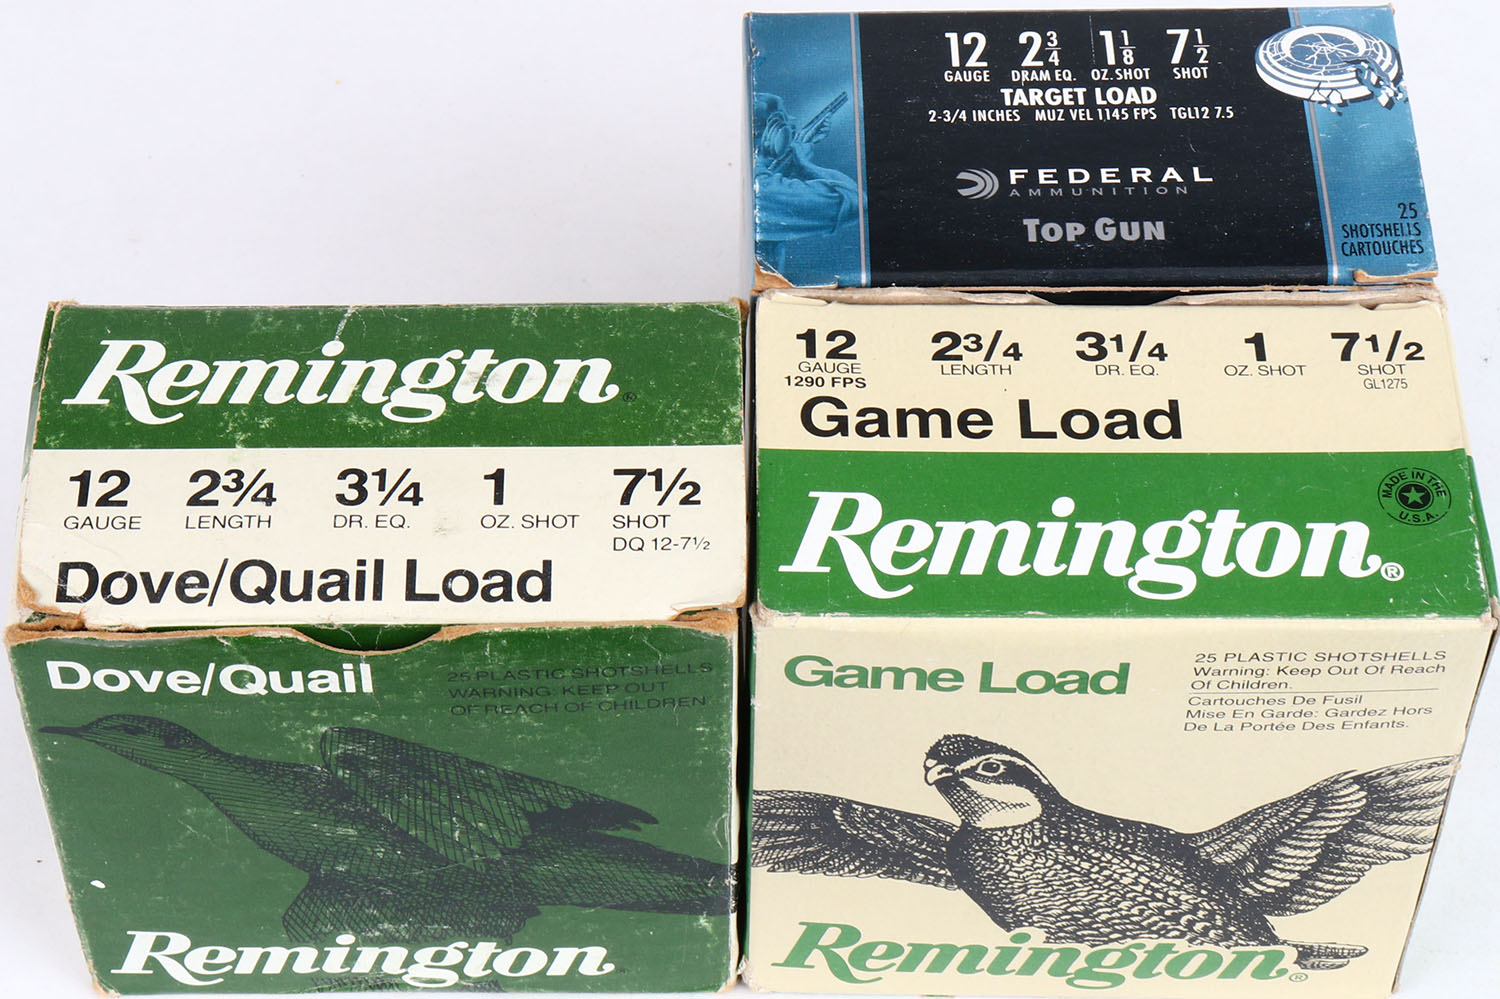 12 2 3/4 1 1/8 7 1/2
GAUGE DRAM EQ. OZ. SHOT SHOT
TARGET LOAD
2-3/4 INCHES MUZ VEL 1145 FPS TGL12 7.5
FEDERAL
AMMUNITION
TOP GUN
25
SHOTSHELLS
CARTOUCHES
Remington®
12 2¾ 3¼ 1 7½
GAUGE LENGTH DR. EQ. OZ. SHOT SHOT
DQ 12-7½
Dove/Quail Load
Dove/Quail
25 PLASTIC SHOTSHELLS
WARNING: KEEP OUT
OF REACH OF CHILDREN
Remington
12 23/4 31/4 1 71/2
GAUGE LENGTH DR. EQ. OZ. SHOT SHOT
1290 FPS GL1275
Game Load
MADE IN THE
U.S.A.
Remington®
Game Load
25 PLASTIC SHOTSHELLS
Warning: Keep Out Of Reach
Of Children.
Cartouches De Fusil
Mise En Garde: Gardez Hors
De La Portée Des Enfants.
Remington®